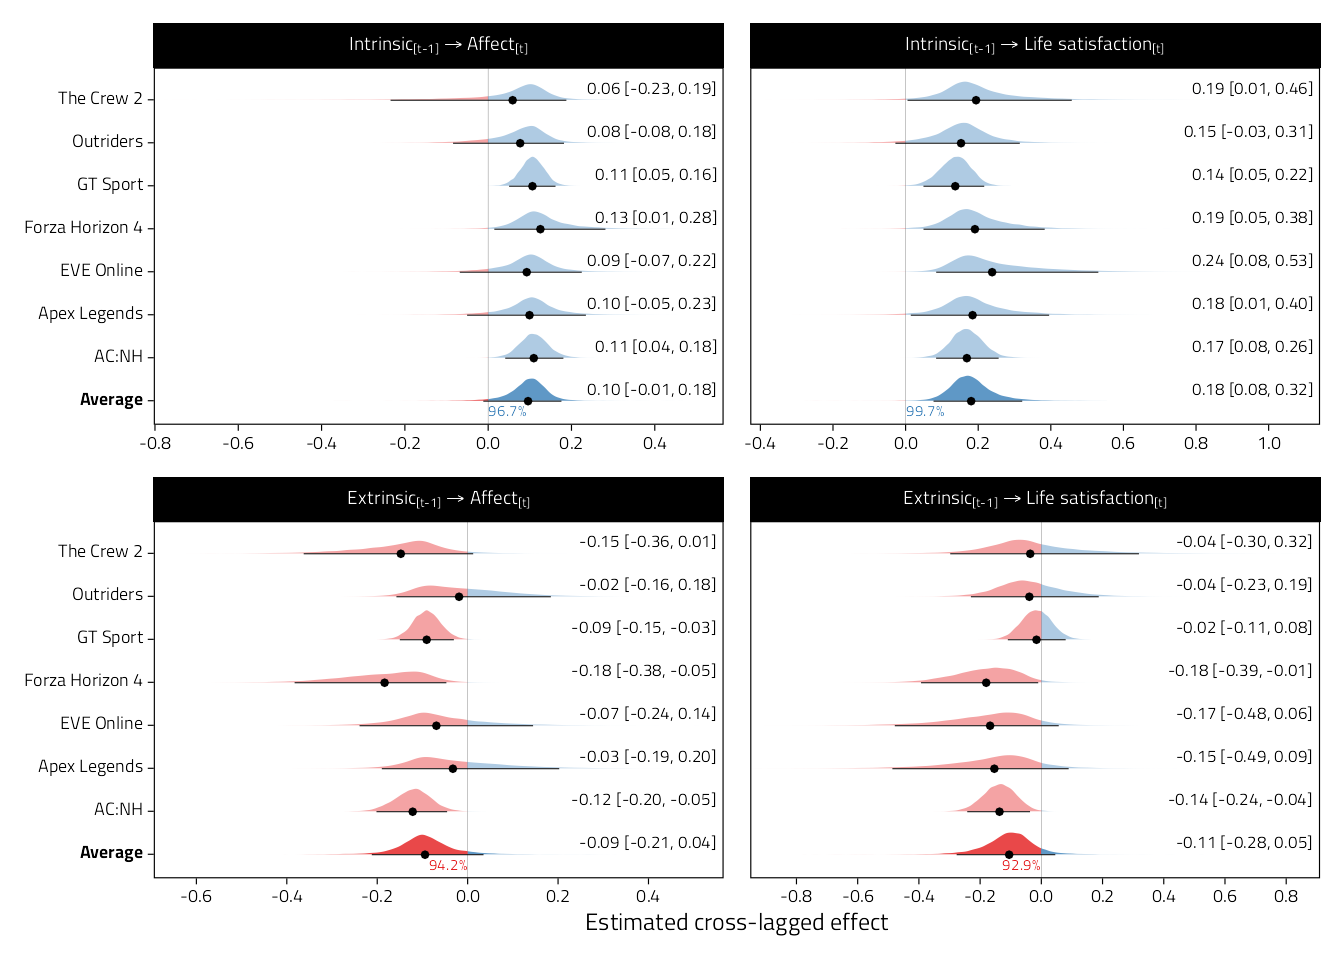 Intrinsic[t-1] → Affect[t]
The Crew 2 0.06 [-0.23, 0.19]
Outriders 0.08 [-0.08, 0.18]
GT Sport 0.11 [0.05, 0.16]
Forza Horizon 4 0.13 [0.01, 0.28]
EVE Online 0.09 [-0.07, 0.22]
Apex Legends 0.10 [-0.05, 0.23]
AC:NH 0.11 [0.04, 0.18]
Average 0.10 [-0.01, 0.18]
96.7%
-0.8 -0.6 -0.4 -0.2 0.0 0.2 0.4
Intrinsic[t-1] → Life satisfaction[t]
0.19 [0.01, 0.46]
0.15 [-0.03, 0.31]
0.14 [0.05, 0.22]
0.19 [0.05, 0.38]
0.24 [0.08, 0.53]
0.18 [0.01, 0.40]
0.17 [0.08, 0.26]
0.18 [0.08, 0.32]
99.7%
-0.4 -0.2 0.0 0.2 0.4 0.6 0.8 1.0
Extrinsic[t-1] → Affect[t]
The Crew 2 -0.15 [-0.36, 0.01]
Outriders -0.02 [-0.16, 0.18]
GT Sport -0.09 [-0.15, -0.03]
Forza Horizon 4 -0.18 [-0.38, -0.05]
EVE Online -0.07 [-0.24, 0.14]
Apex Legends -0.03 [-0.19, 0.20]
AC:NH -0.12 [-0.20, -0.05]
Average -0.09 [-0.21, 0.04]
94.2%
-0.6 -0.4 -0.2 0.0 0.2 0.4
Extrinsic[t-1] → Life satisfaction[t]
-0.04 [-0.30, 0.32]
-0.04 [-0.23, 0.19]
-0.02 [-0.11, 0.08]
-0.18 [-0.39, -0.01]
-0.17 [-0.48, 0.06]
-0.15 [-0.49, 0.09]
-0.14 [-0.24, -0.04]
-0.11 [-0.28, 0.05]
92.9%
-0.8 -0.6 -0.4 -0.2 0.0 0.2 0.4 0.6 0.8
Estimated cross-lagged effect